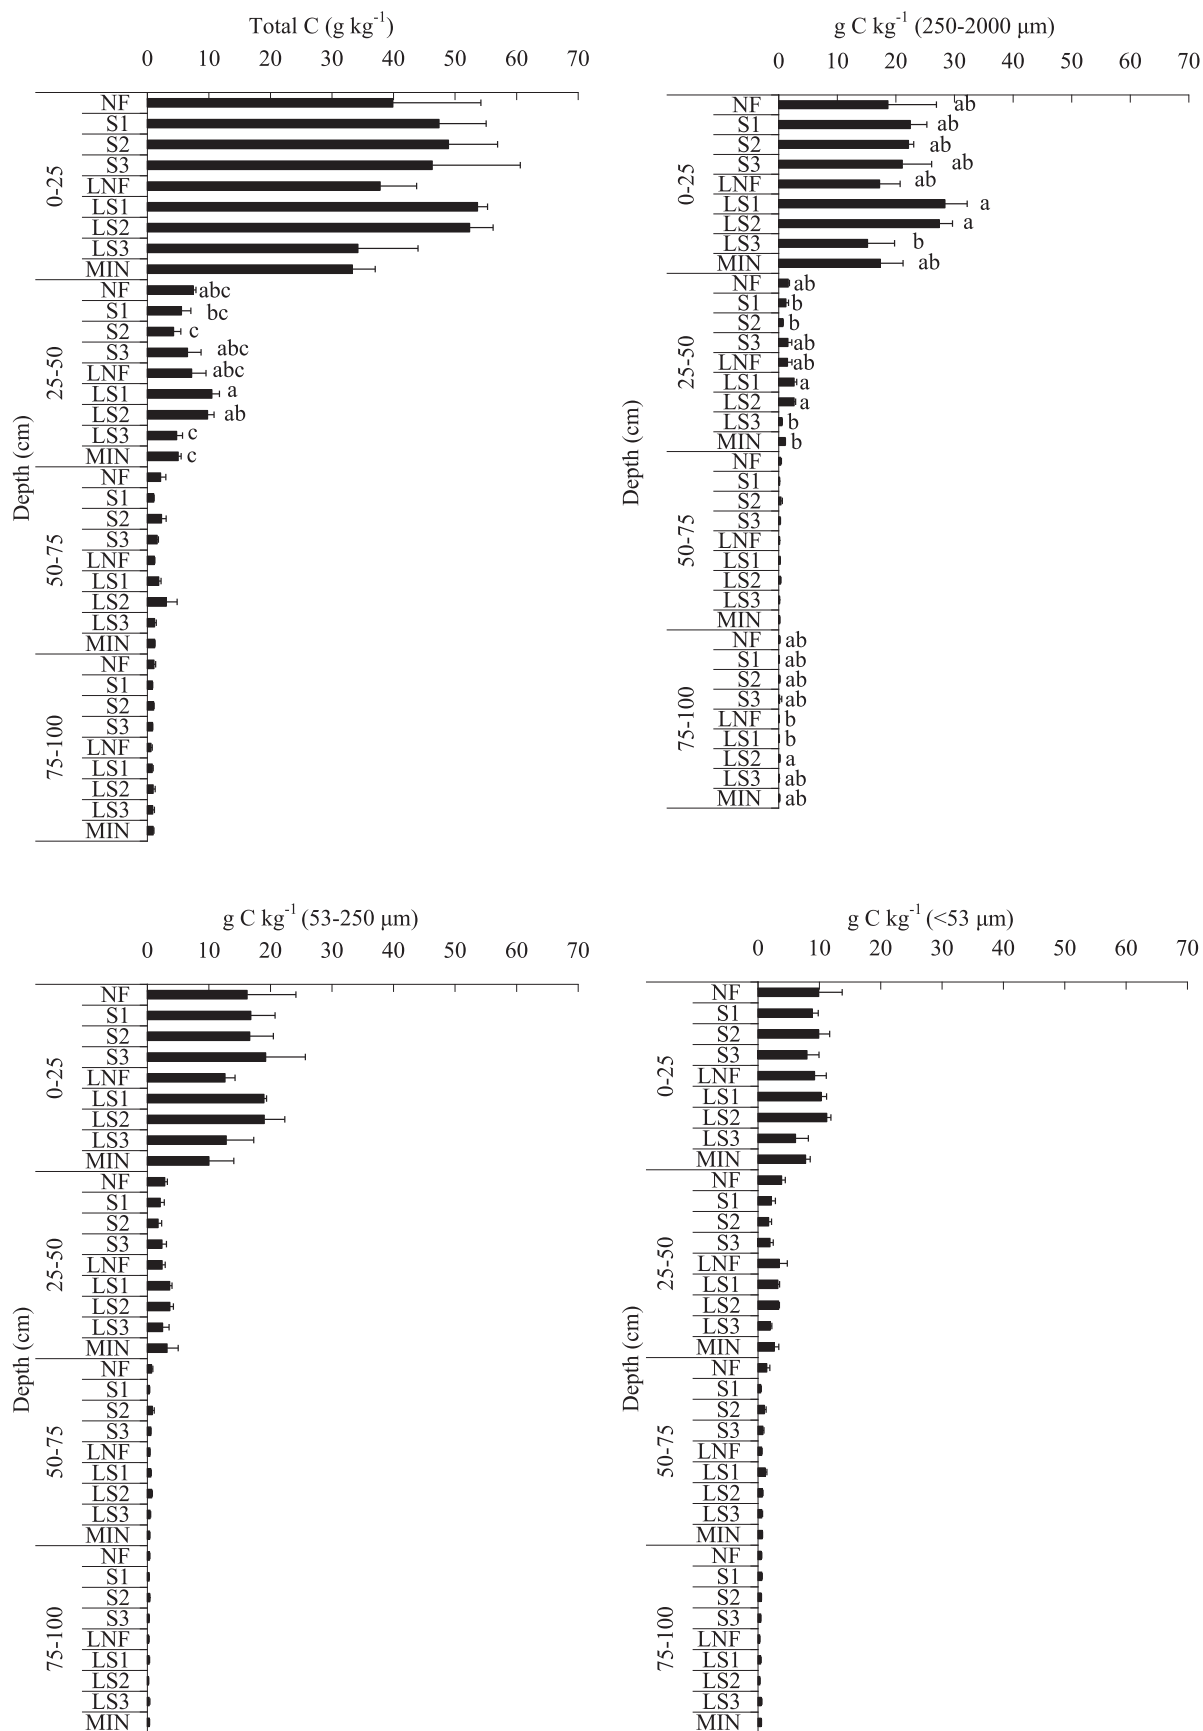 Total C (g kg-1)
0 10 20 30 40 50 60 70
Depth (cm)
0-25
NF
S1
S2
S3
LNF
LS1
LS2
LS3
MIN
25-50
NF abc
S1 bc
S2 c
S3 abc
LNF abc
LS1 a
LS2 ab
LS3 c
MIN c
50-75
NF
S1
S2
S3
LNF
LS1
LS2
LS3
MIN
75-100
NF
S1
S2
S3
LNF
LS1
LS2
LS3
MIN
g C kg-1 (250-2000 μm)
0 10 20 30 40 50 60 70
Depth (cm)
0-25
NF ab
S1 ab
S2 ab
S3 ab
LNF ab
LS1 a
LS2 a
LS3 b
MIN ab
25-50
NF ab
S1 b
S2 b
S3 ab
LNF ab
LS1 a
LS2 a
LS3 b
MIN b
50-75
NF
S1
S2
S3
LNF
LS1
LS2
LS3
MIN
75-100
NF ab
S1 ab
S2 ab
S3 ab
LNF b
LS1 b
LS2 a
LS3 ab
MIN ab
g C kg-1 (53-250 μm)
0 10 20 30 40 50 60 70
Depth (cm)
0-25
NF
S1
S2
S3
LNF
LS1
LS2
LS3
MIN
25-50
NF
S1
S2
S3
LNF
LS1
LS2
LS3
MIN
50-75
NF
S1
S2
S3
LNF
LS1
LS2
LS3
MIN
75-100
NF
S1
S2
S3
LNF
LS1
LS2
LS3
MIN
g C kg-1 (<53 μm)
0 10 20 30 40 50 60 70
Depth (cm)
0-25
NF
S1
S2
S3
LNF
LS1
LS2
LS3
MIN
25-50
NF
S1
S2
S3
LNF
LS1
LS2
LS3
MIN
50-75
NF
S1
S2
S3
LNF
LS1
LS2
LS3
MIN
75-100
NF
S1
S2
S3
LNF
LS1
LS2
LS3
MIN